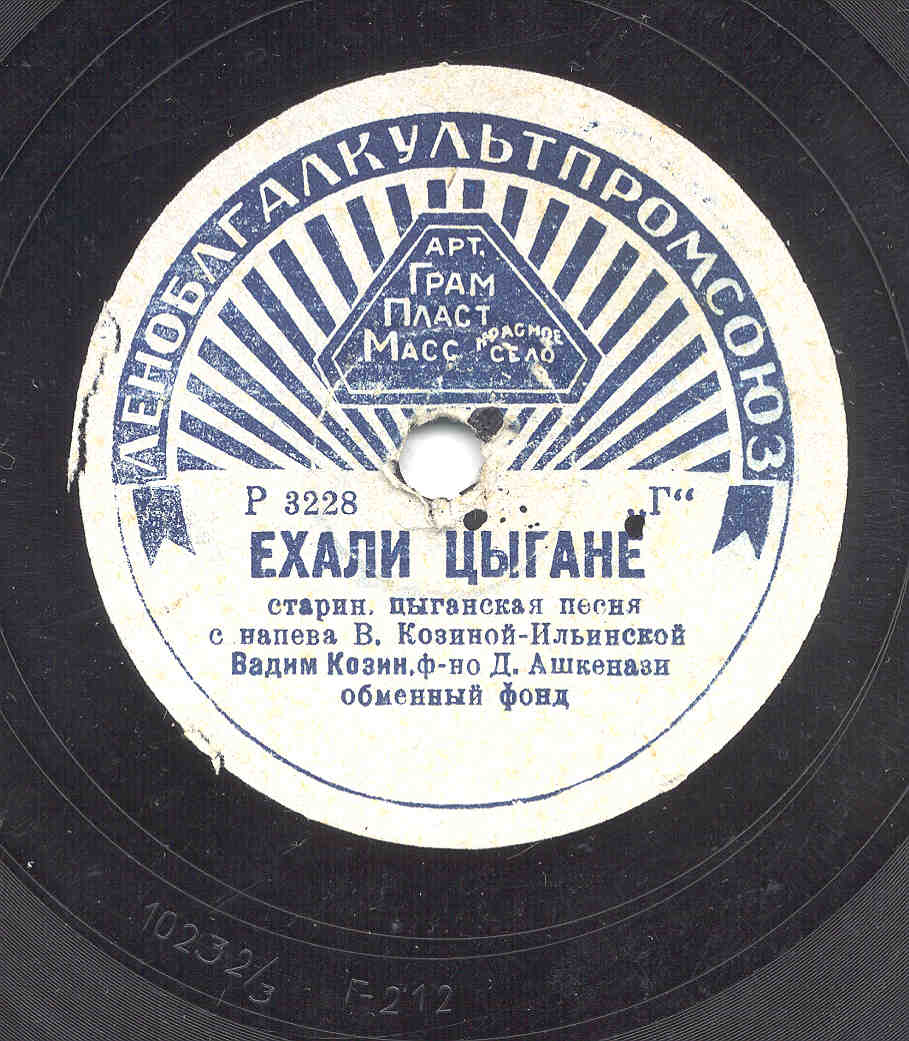 ЛЕНОБЛГАЛКУЛЬТПРОМСОЮЗ
АРТ.
ГРАМ
ПЛАСТ
МАСС КРАСНОЕ СЕЛО
Р 3228 „Г“
ЕХАЛИ ЦЫГАНЕ
старин. цыганская песня
с напева В. Козиной-Ильинской
Вадим Козин, ф-но Д. Ашкенази
обменный фонд
10232/3 Г-212